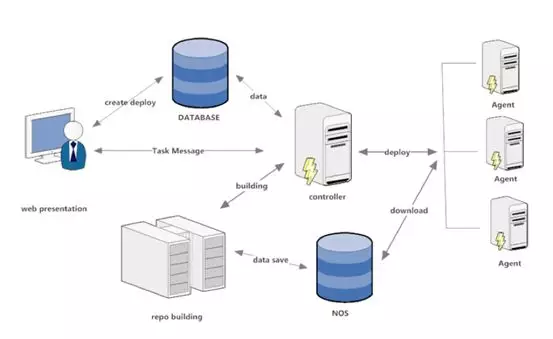 create deploy
DATABASE
data
Agent
Task Message
deploy
web presentation
building
controller
Agent
download
data save
repo building
NOS
Agent